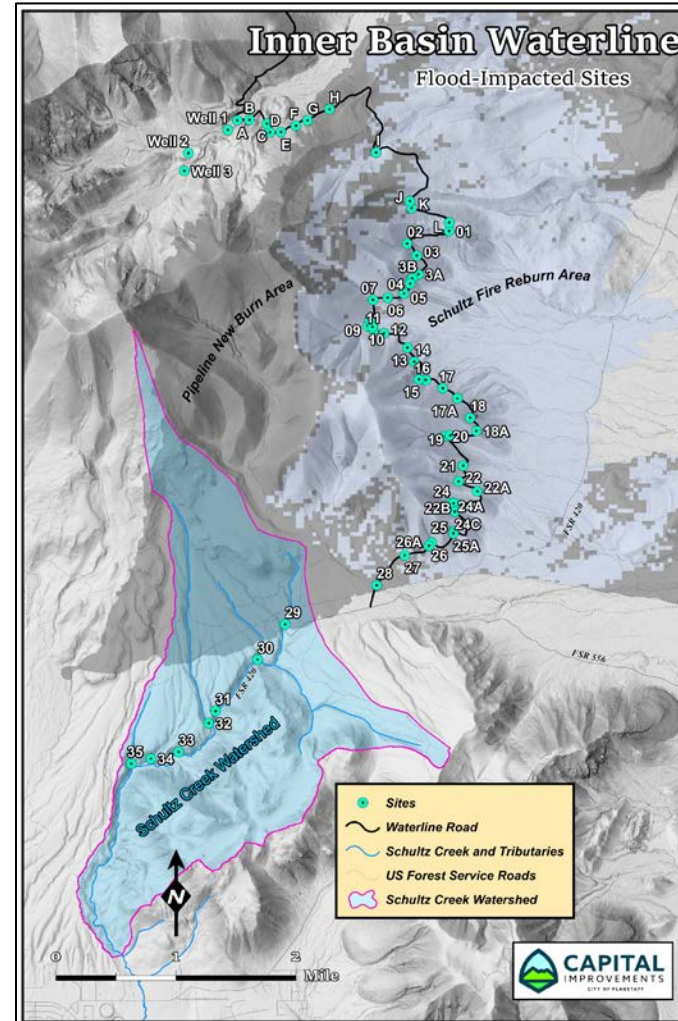 Inner Basin Waterline
Flood-Impacted Sites
H
B
G
Well 1
F
D
A
C
E
Well 2
I
Well 3
J
K
L
01
02
03
3B
3A
04
05
07
06
Schultz Fire Reburn Area
Pipeline New Burn Area
11
09
12
10
14
13
16
15
17
18
17A
18A
19
20
21
22
22A
24
24A
22B
24C
25
25A
26A
26
27
28
FSR 420
29
FSR 556
30
FSR 420
31
32
33
35
34
Schultz Creek Watershed
Sites
Waterline Road
Schultz Creek and Tributaries
US Forest Service Roads
Schultz Creek Watershed
N
0 1 2
Mile
CAPITAL
IMPROVEMENTS
CITY OF FLAGSTAFF